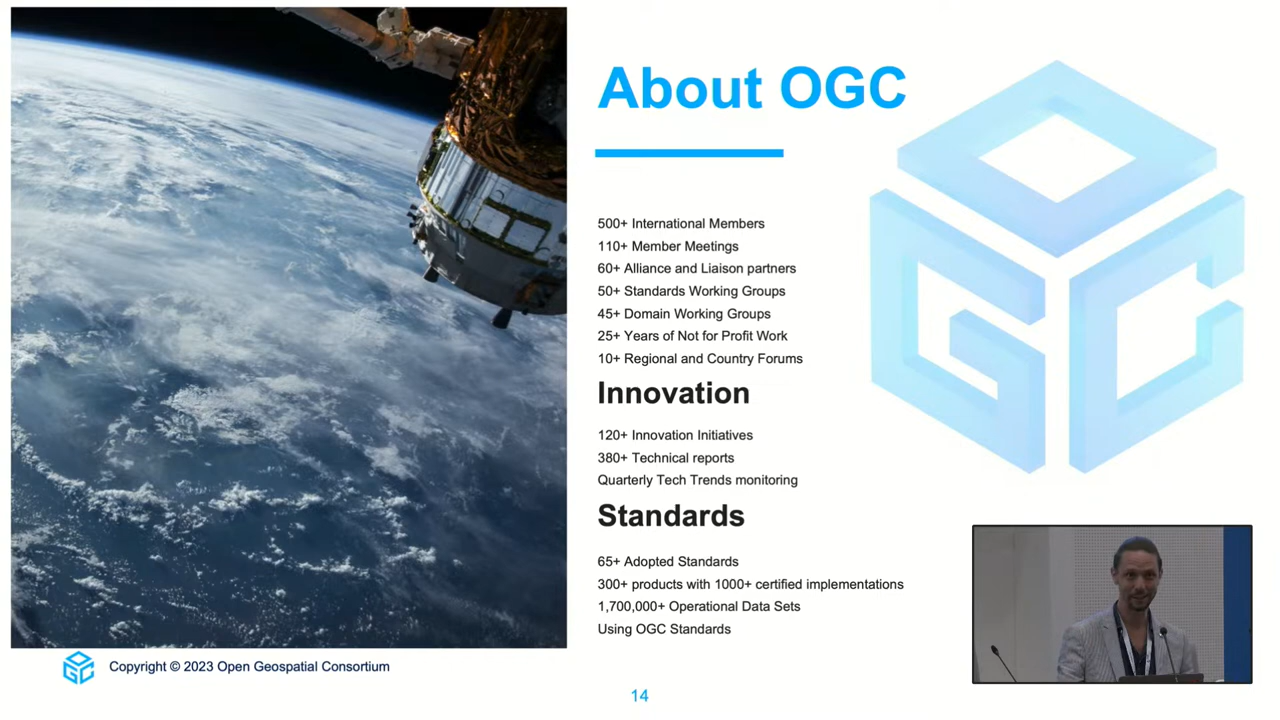 About OGC
500+ International Members
110+ Member Meetings
60+ Alliance and Liaison partners
50+ Standards Working Groups
45+ Domain Working Groups
25+ Years of Not for Profit Work
10+ Regional and Country Forums
Innovation
120+ Innovation Initiatives
380+ Technical reports
Quarterly Tech Trends monitoring
Standards
65+ Adopted Standards
300+ products with 1000+ certified implementations
1,700,000+ Operational Data Sets
Using OGC Standards
OGC
OGC
Copyright © 2023 Open Geospatial Consortium
14